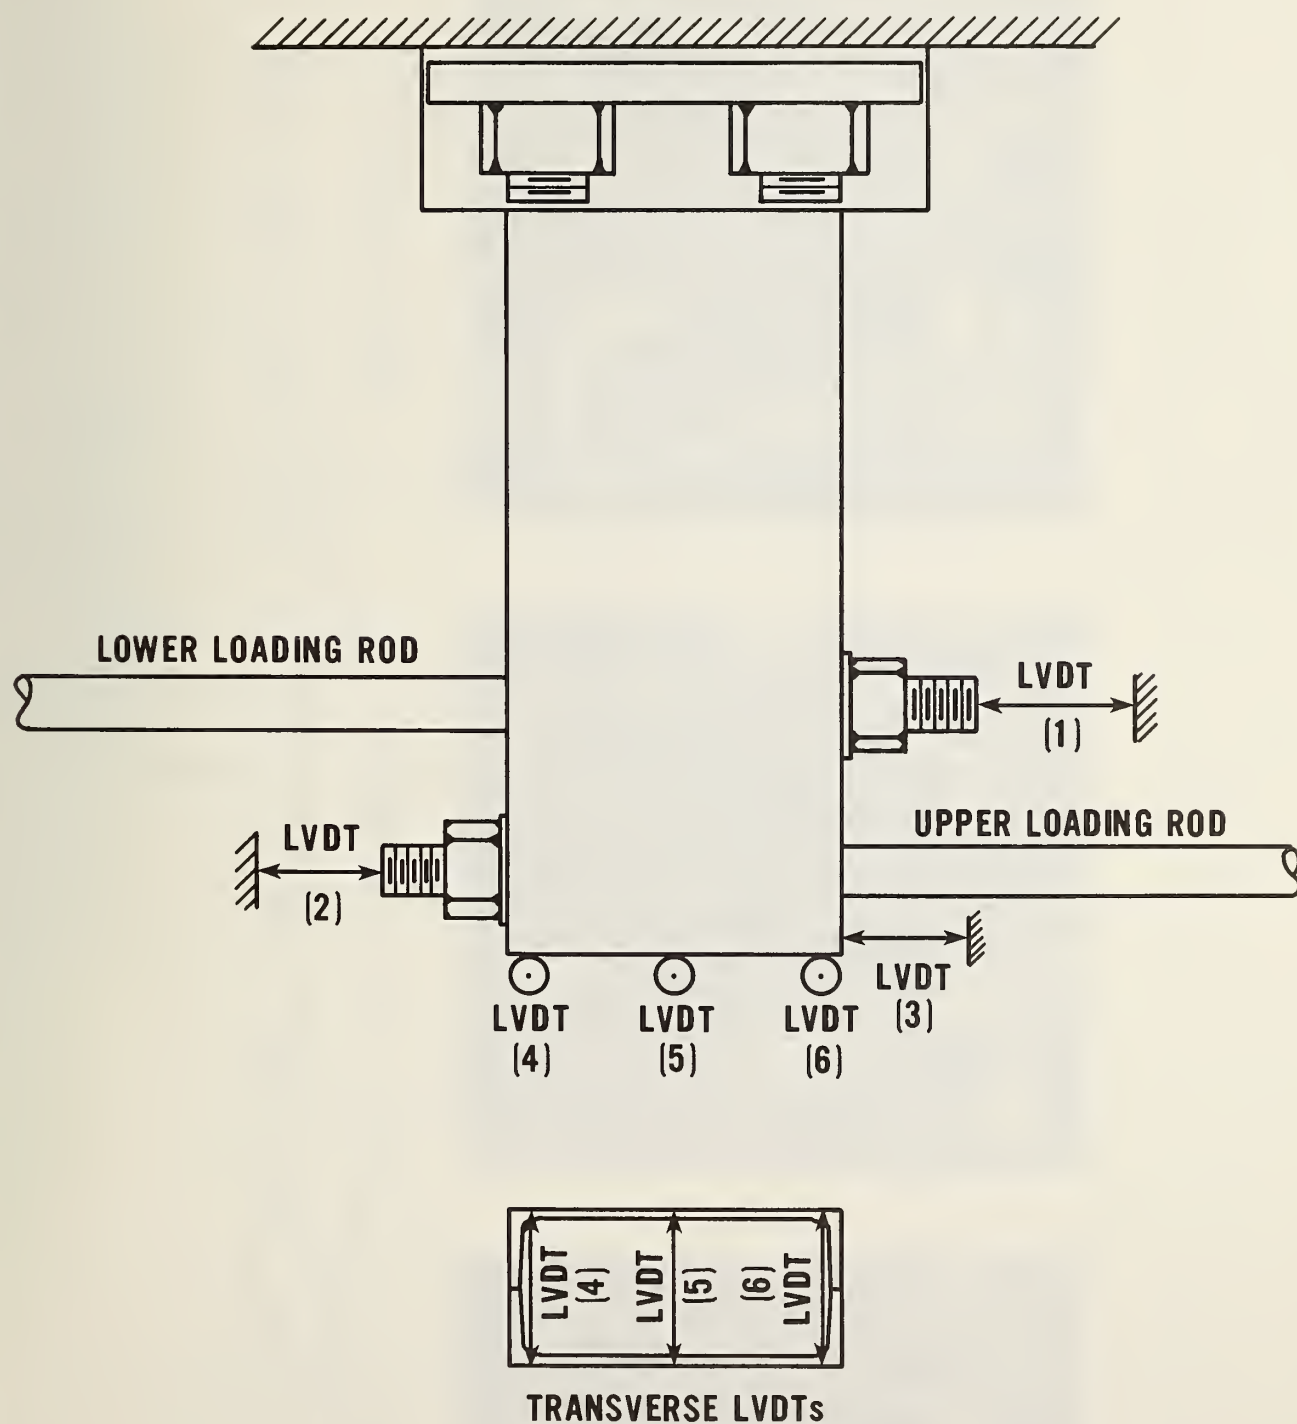 LOWER LOADING ROD
LVDT
(1)
UPPER LOADING ROD
LVDT
(2)
LVDT
(3)
LVDT
(4)
LVDT
(5)
LVDT
(6)
LVDT
(4)
LVDT
(5)
(6)
LVDT
TRANSVERSE LVDTs